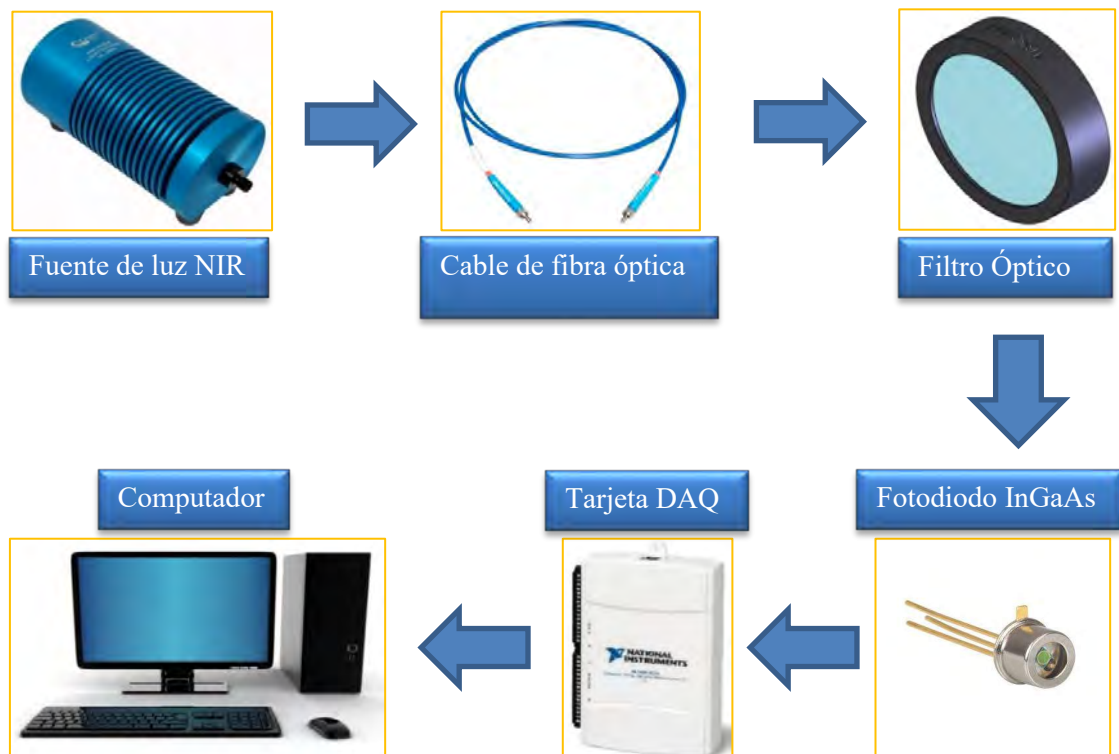 Fuente de luz NIR
Cable de fibra óptica
Filtro Óptico
Computador
Tarjeta DAQ
Fotodiodo InGaAs
NATIONAL
INSTRUMENTS